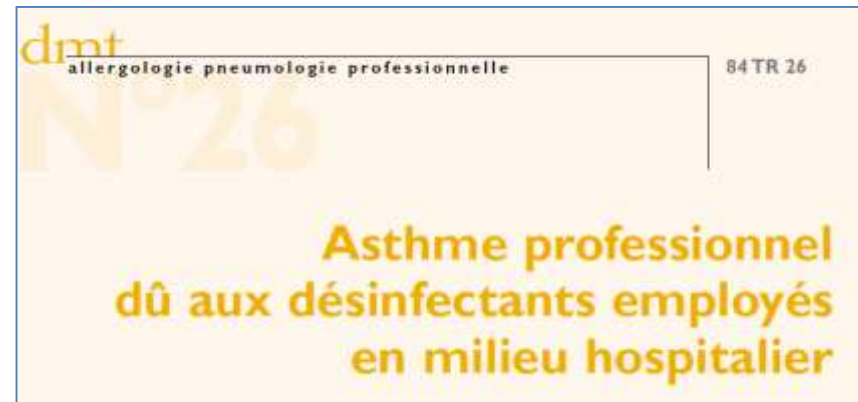 dmt
allergologie pneumologie professionnelle
84 TR 26
N°26
Asthme professionnel
dû aux désinfectants employés
en milieu hospitalier